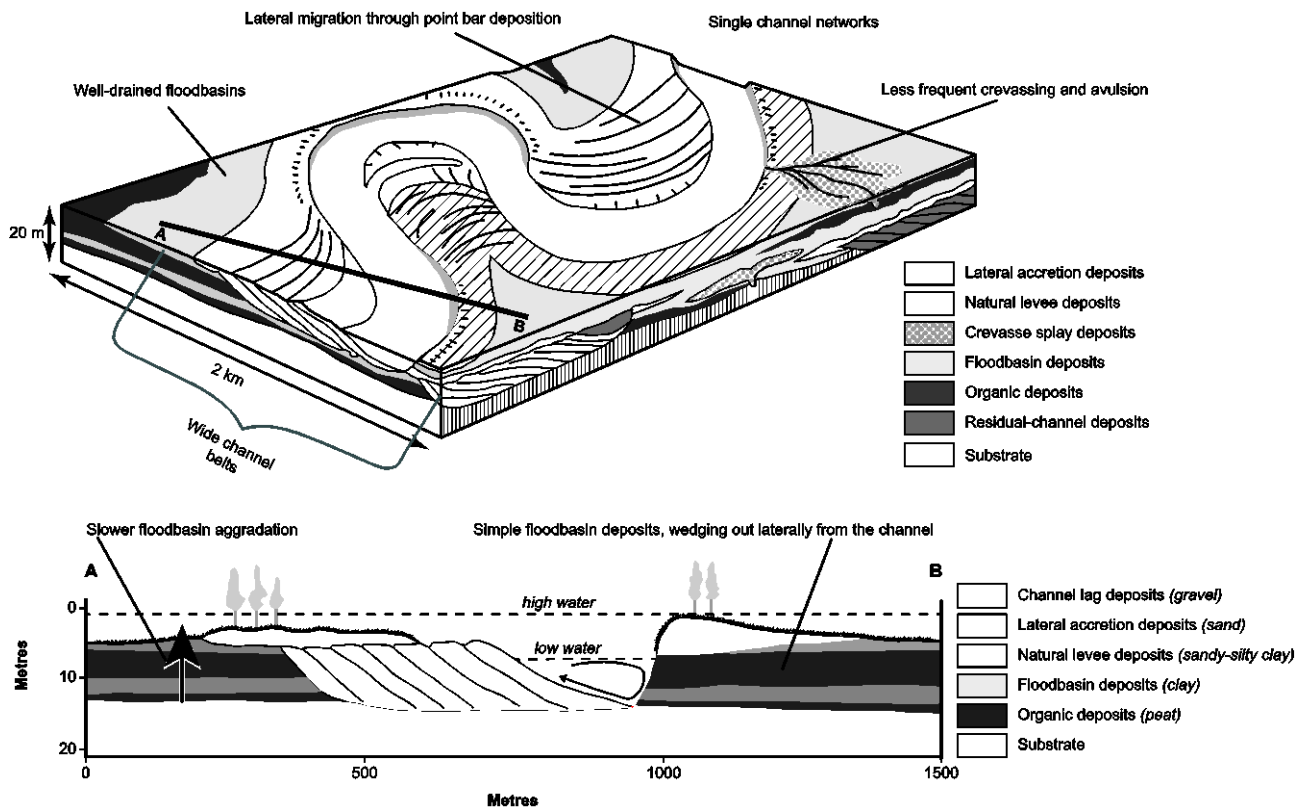 Lateral migration through point bar deposition
Single channel networks
Well-drained floodbasins
Less frequent crevassing and avulsion
20 m
A
B
2 km
Wide channel
belts
Lateral accretion deposits
Natural levee deposits
Crevasse splay deposits
Floodbasin deposits
Organic deposits
Residual-channel deposits
Substrate
Slower floodbasin aggradation
Simple floodbasin deposits, wedging out laterally from the channel
A
B
high water
low water
0
10
20
Metres
0
500
1000
1500
Metres
Channel lag deposits (gravel)
Lateral accretion deposits (sand)
Natural levee deposits (sandy-silty clay)
Floodbasin deposits (clay)
Organic deposits (peat)
Substrate